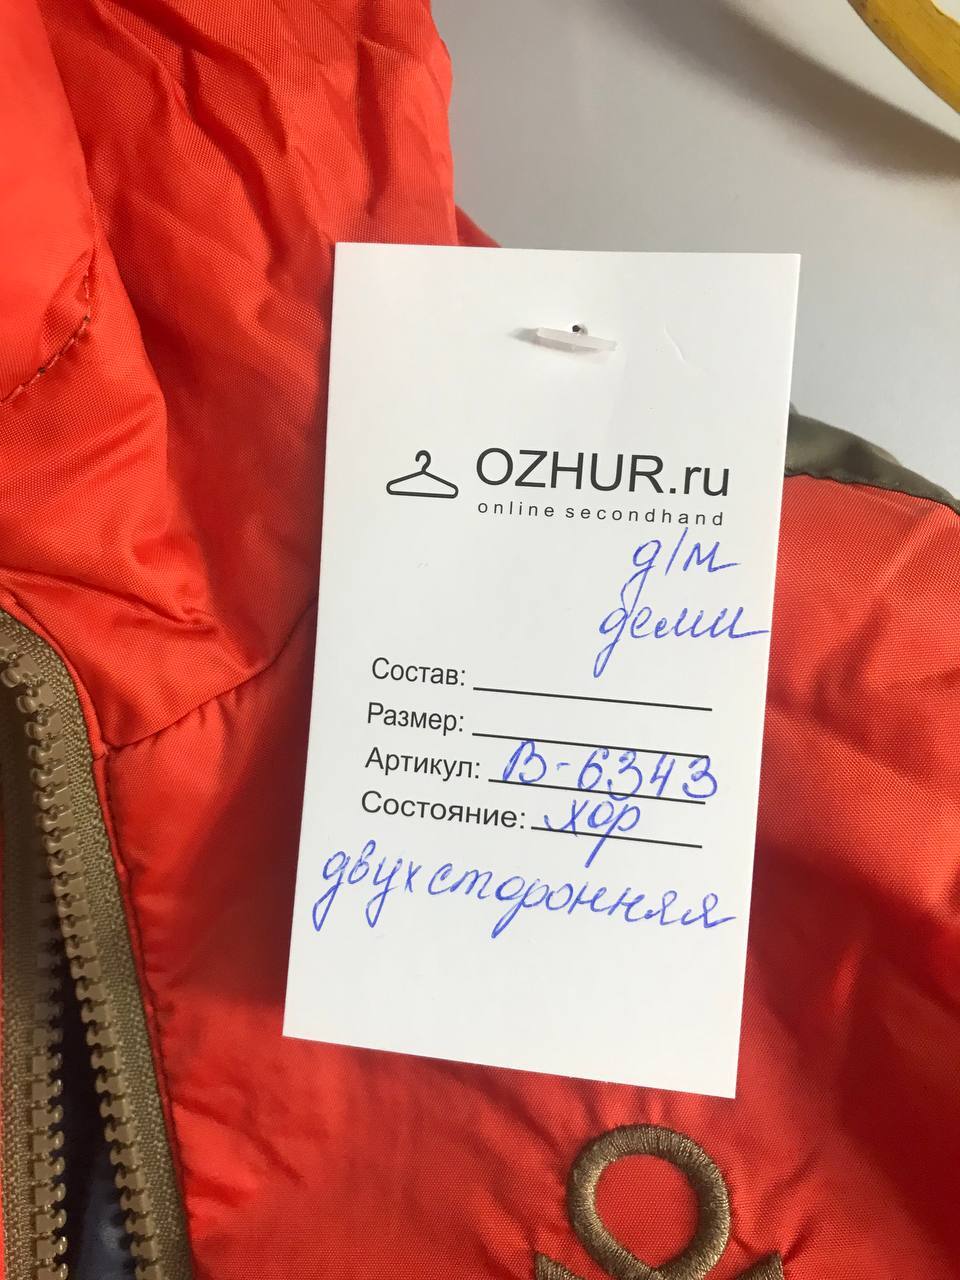 OZHUR.ru
online secondhand
д/м
деми
Состав:
Размер:
Артикул: В-6343
Состояние: хор
двухсторонняя